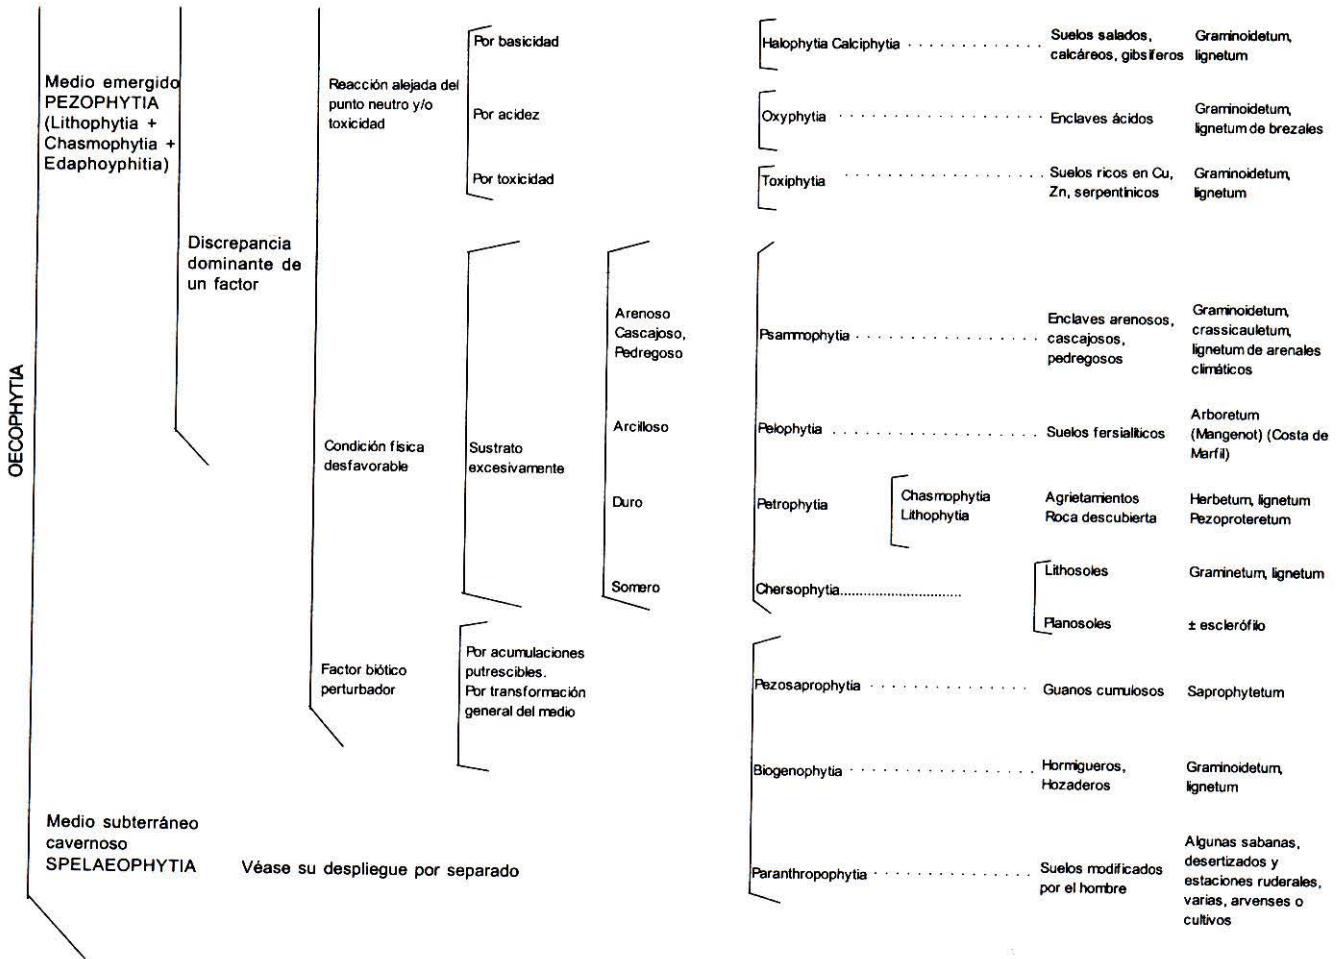 OECOPHYTIA
Medio emergido
PEZOPHYTIA
(Lithophytia +
Chasmophytia +
Edaphoyphitia)
Discrepancia
dominante de
un factor
Reacción alejada del
punto neutro y/o
toxicidad
Por basicidad
Halophytia Calciphytia
Suelos salados,
calcáreos, gibsíferos
Graminoidetum,
lignetum
Por acidez
Oxyphytia
Enclaves ácidos
Graminoidetum,
lignetum de brezales
Por toxicidad
Toxiphytia
Suelos ricos en Cu,
Zn, serpentínicos
Graminoidetum,
lignetum
Condición física
desfavorable
Sustrato
excesivamente
Arenoso
Cascajoso,
Pedregoso
Psammophytia
Enclaves arenosos,
cascajosos,
pedregosos
Graminoidetum,
crassicauletum,
lignetum de arenales
climáticos
Arcilloso
Pelophytia
Suelos fersialíticos
Arboretum
(Mangenot) (Costa de
Marfil)
Duro
Petrophytia
Chasmophytia
Lithophytia
Agrietamientos
Roca descubierta
Herbetum, lignetum
Pezoproteretum
Somero
Chersophytia
Lithosoles
Graminetum, lignetum
Planosoles
± esclerófilo
Factor biótico
perturbador
Por acumulaciones
putrescibles.
Por transformación
general del medio
Pezosaprophytia
Guanos cumulosos
Saprophytetum
Biogenophytia
Hormigueros,
Hozaderos
Graminoidetum,
lignetum
Paranthropophytia
Suelos modificados
por el hombre
Algunas sabanas,
desertizados y
estaciones ruderales,
varias, arvenses o
cultivos
Medio subterráneo
cavernoso
SPELAEOPHYTIA
Véase su despliegue por separado